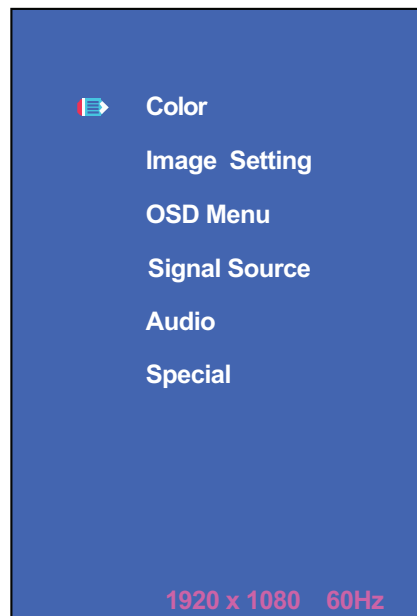 Color
Image Setting
OSD Menu
Signal Source
Audio
Special
1920 x 1080 60Hz